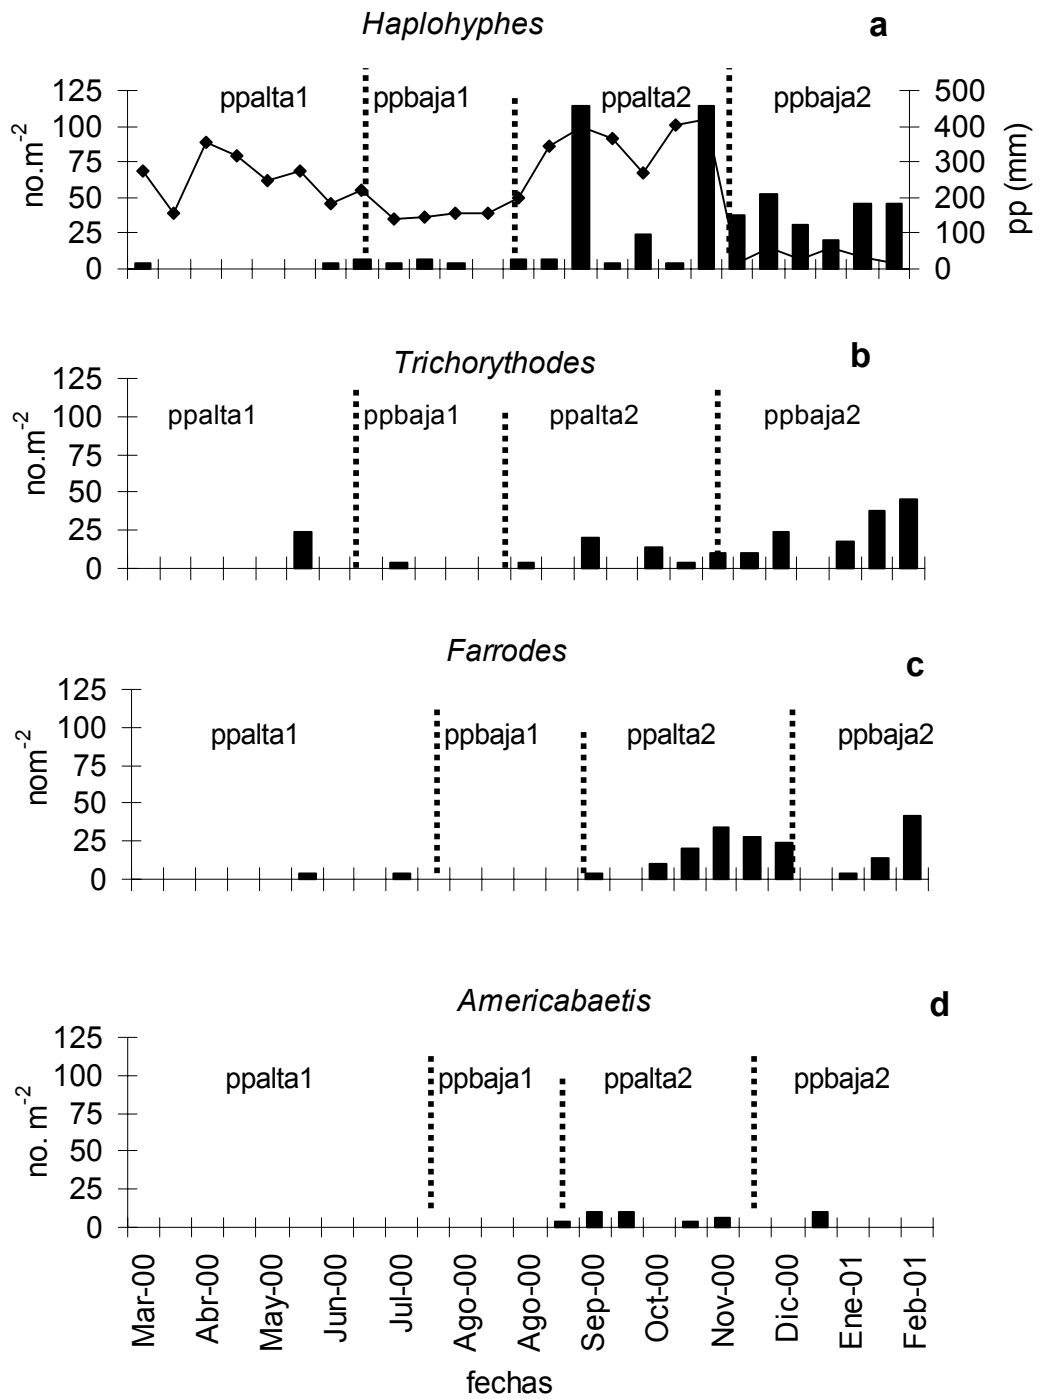 Haplohyphes
a
ppalta1 ppbaja1 ppalta2 ppbaja2
125 100 75 50 25 0
no.m-2
500 400 300 200 100 0
pp (mm)
Trichorythodes
b
ppalta1 ppbaja1 ppalta2 ppbaja2
125 100 75 50 25 0
no.m-2
Farrodes
c
ppalta1 ppbaja1 ppalta2 ppbaja2
125 100 75 50 25 0
nom-2
Americabaetis
d
ppalta1 ppbaja1 ppalta2 ppbaja2
125 100 75 50 25 0
no. m-2
Mar-00 Abr-00 May-00 Jun-00 Jul-00 Ago-00 Ago-00 Sep-00 Oct-00 Nov-00 Dic-00 Ene-01 Feb-01
fechas